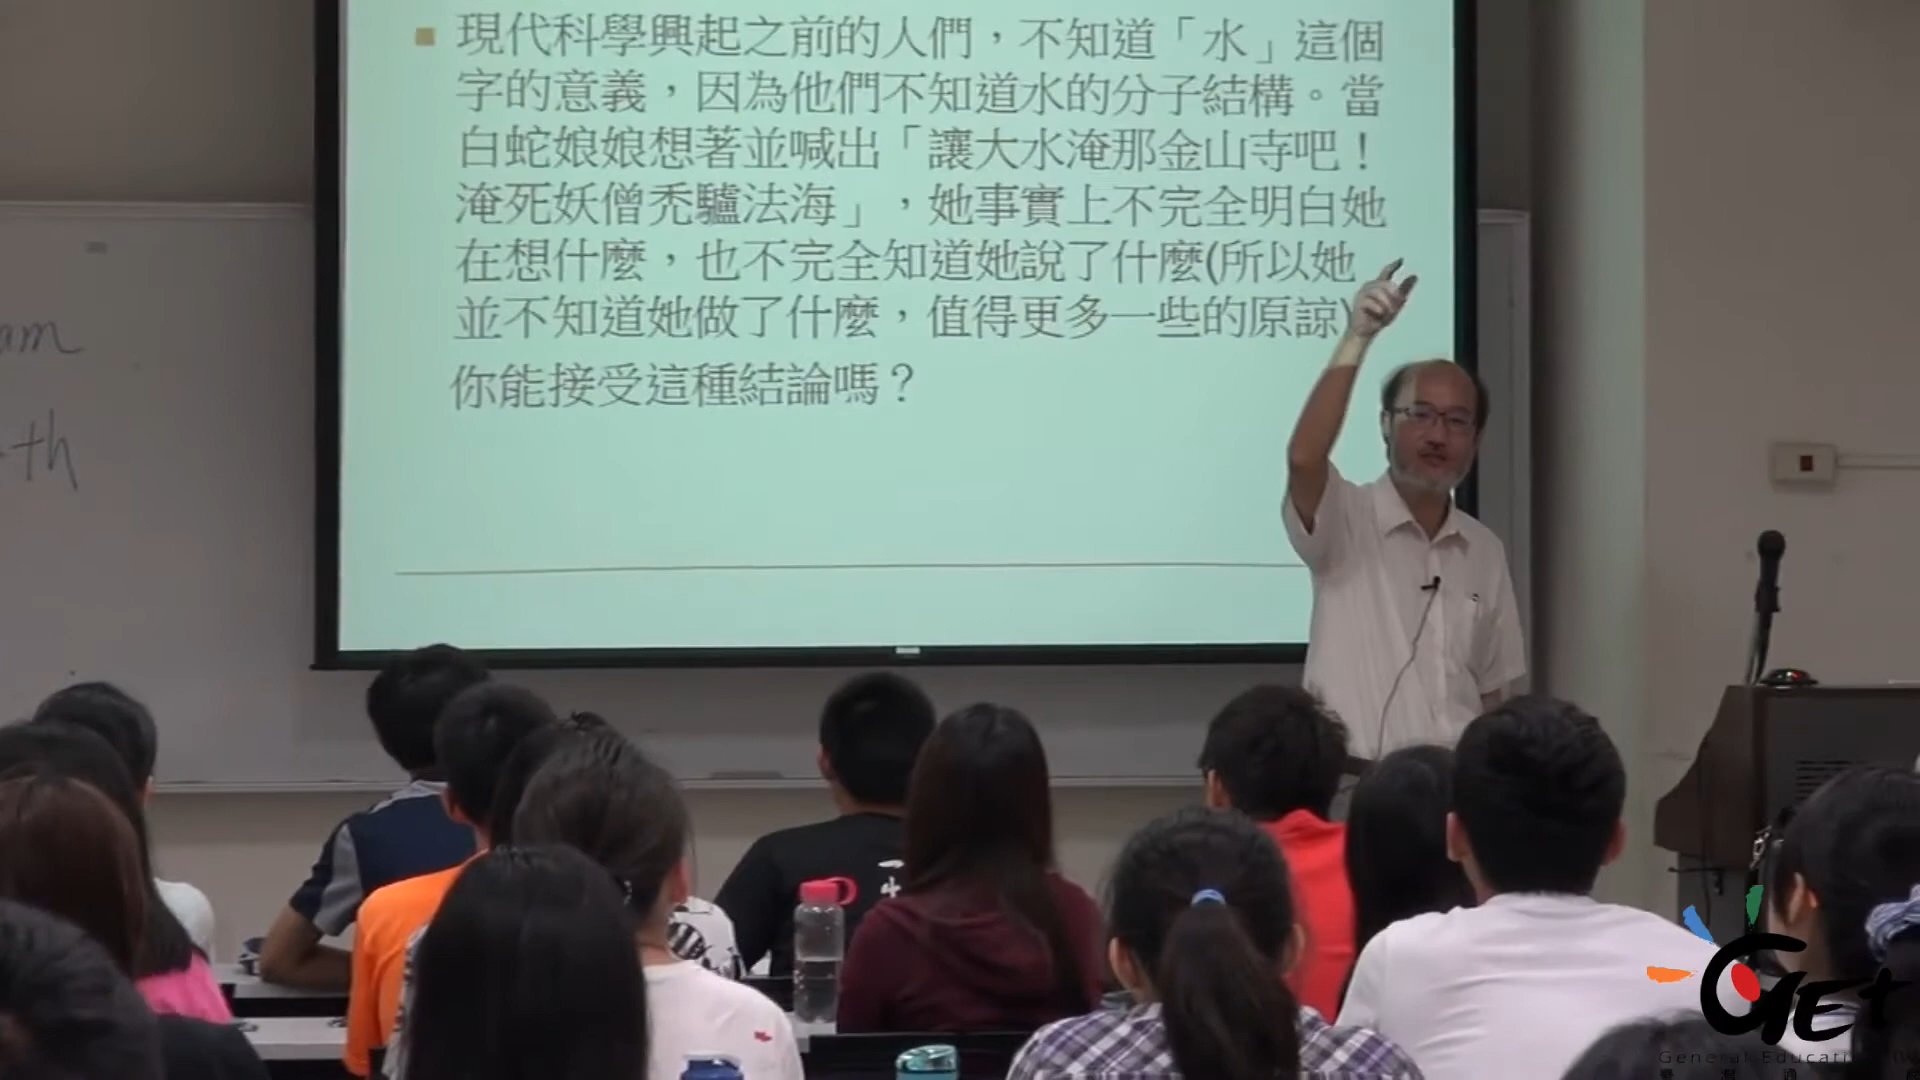 現代科學興起之前的人們，不知道「水」這個
字的意義，因為他們不知道水的分子結構。當
白蛇娘娘想著並喊出「讓大水淹那金山寺吧！
淹死妖僧禿驢法海」，她事實上不完全明白她
在想什麼，也不完全知道她說了什麼(所以她
並不知道她做了什麼，值得更多一些的原諒)
你能接受這種結論嗎？
am
th
GET
General Educati